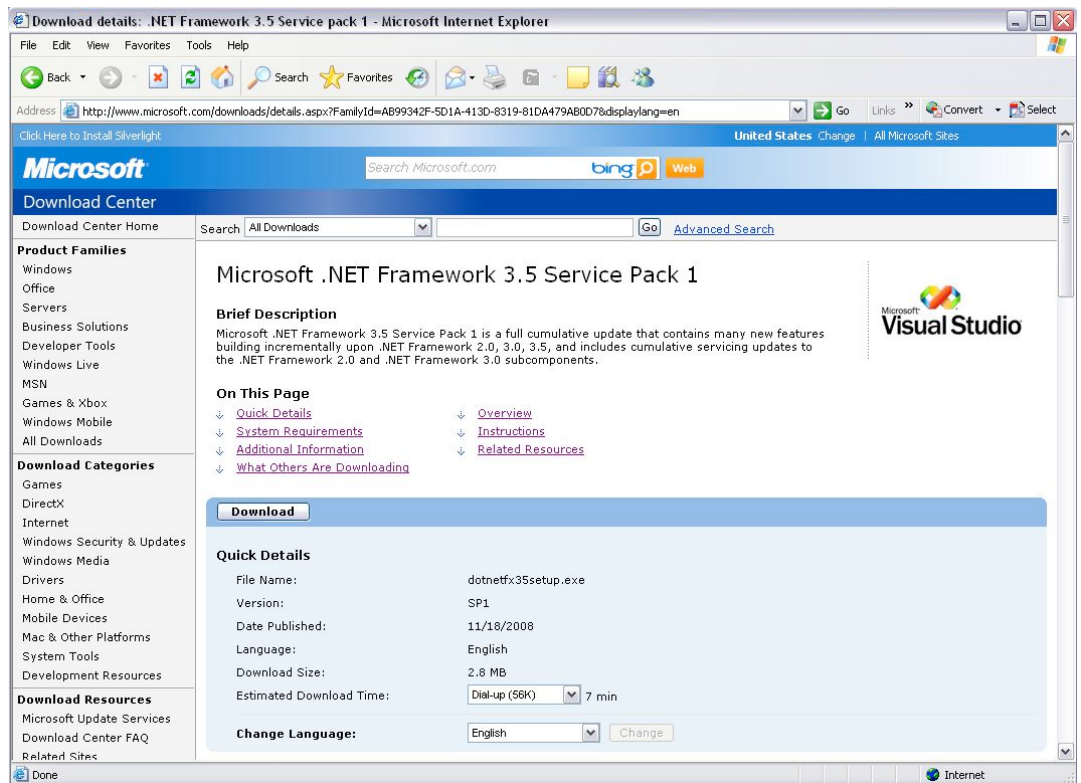 Download details: .NET Framework 3.5 Service pack 1 - Microsoft Internet Explorer
File Edit View Favorites Tools Help
Back Search Favorites
Address http://www.microsoft.com/downloads/details.aspx?FamilyId=AB99342F-5D1A-413D-8319-81DA479AB0D7&displaylang=en Go Links » Convert Select
Click Here to Install Silverlight United States Change | All Microsoft Sites
Microsoft Search Microsoft.com bing Web
Download Center
Download Center Home
Search All Downloads Go Advanced Search
Product Families
Windows
Office
Servers
Business Solutions
Developer Tools
Windows Live
MSN
Games & Xbox
Windows Mobile
All Downloads
Download Categories
Games
DirectX
Internet
Windows Security & Updates
Windows Media
Drivers
Home & Office
Mobile Devices
Mac & Other Platforms
System Tools
Development Resources
Download Resources
Microsoft Update Services
Download Center FAQ
Related Sites
Microsoft .NET Framework 3.5 Service Pack 1
Microsoft Visual Studio
Brief Description
Microsoft .NET Framework 3.5 Service Pack 1 is a full cumulative update that contains many new features
building incrementally upon .NET Framework 2.0, 3.0, 3.5, and includes cumulative servicing updates to
the .NET Framework 2.0 and .NET Framework 3.0 subcomponents.
On This Page
Quick Details Overview
System Requirements Instructions
Additional Information Related Resources
What Others Are Downloading
Download
Quick Details
File Name: dotnetfx35setup.exe
Version: SP1
Date Published: 11/18/2008
Language: English
Download Size: 2.8 MB
Estimated Download Time: Dial-up (56K) 7 min
Change Language: English Change
Done Internet